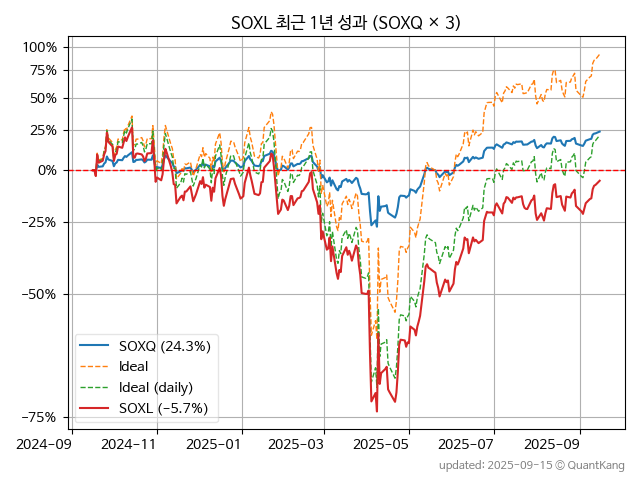 SOXL 최근 1년 성과 (SOXQ × 3)
100%
75%
50%
25%
0%
−25%
−50%
−75%
SOXQ (24.3%)
Ideal
Ideal (daily)
SOXL (−5.7%)
2024-09 2024-11 2025-01 2025-03 2025-05 2025-07 2025-09
updated: 2025-09-15 © QuantKang